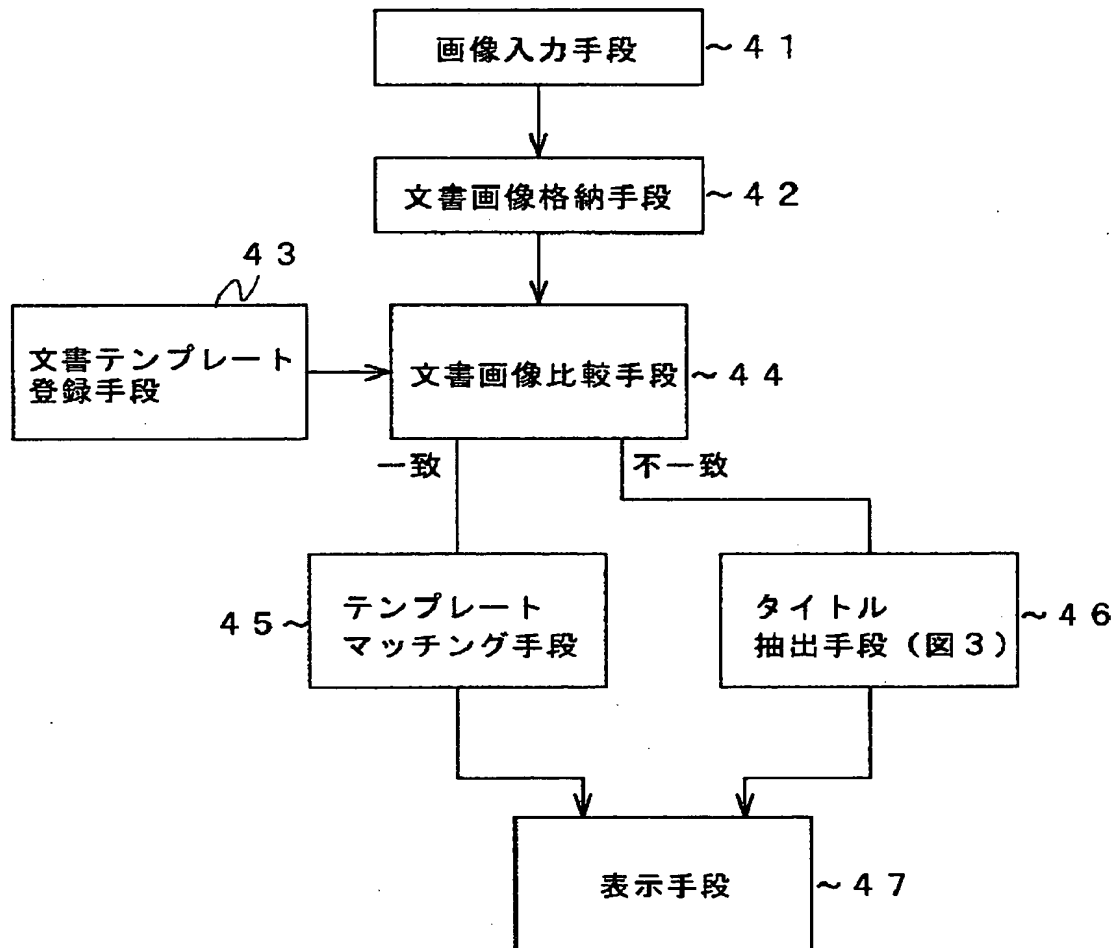 画像入力手段 ~41
文書画像格納手段 ~42
43
文書テンプレート
登録手段
文書画像比較手段 ~44
一致
不一致
45~
テンプレート
マッチング手段
タイトル
抽出手段(図3)
~46
表示手段 ~47